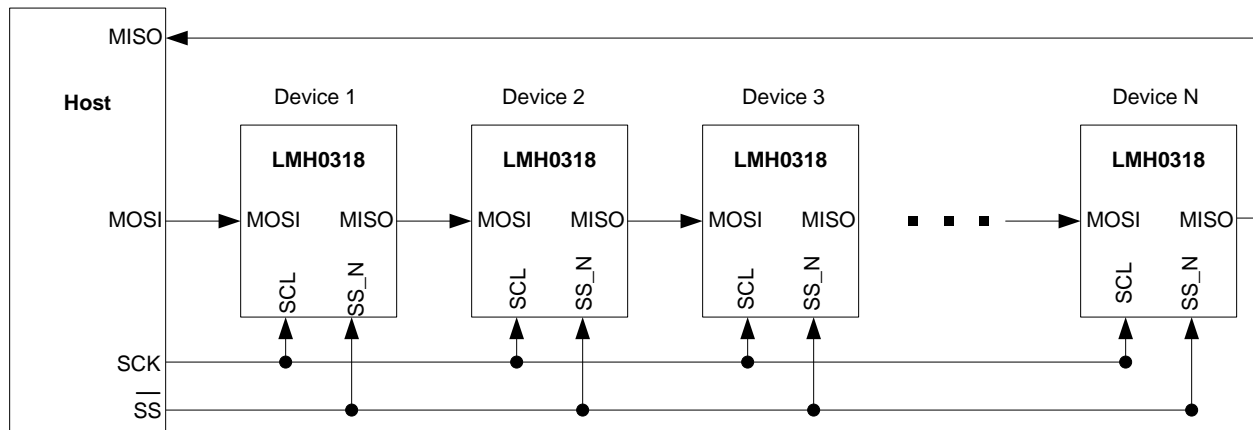 MISO
Host
Device 1 Device 2 Device 3 Device N
LMH0318 LMH0318 LMH0318 LMH0318
MOSI MOSI MISO MOSI MISO MOSI MISO MOSI MISO
SCL SS_N SCL SS_N SCL SS_N SCL SS_N
SCK
SS